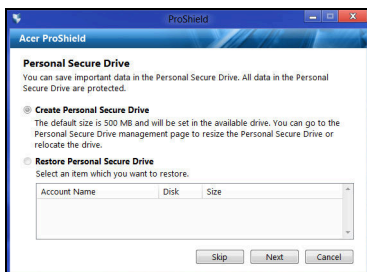 ProShield
Acer ProShield
Personal Secure Drive
You can save important data in the Personal Secure Drive. All data in the Personal
Secure Drive are protected.
Create Personal Secure Drive
The default size is 500 MB and will be set in the available drive. You can go to the
Personal Secure Drive management page to resize the Personal Secure Drive or
relocate the drive.
Restore Personal Secure Drive
Select an item which you want to restore.
Account Name Disk Size
Skip Next Cancel